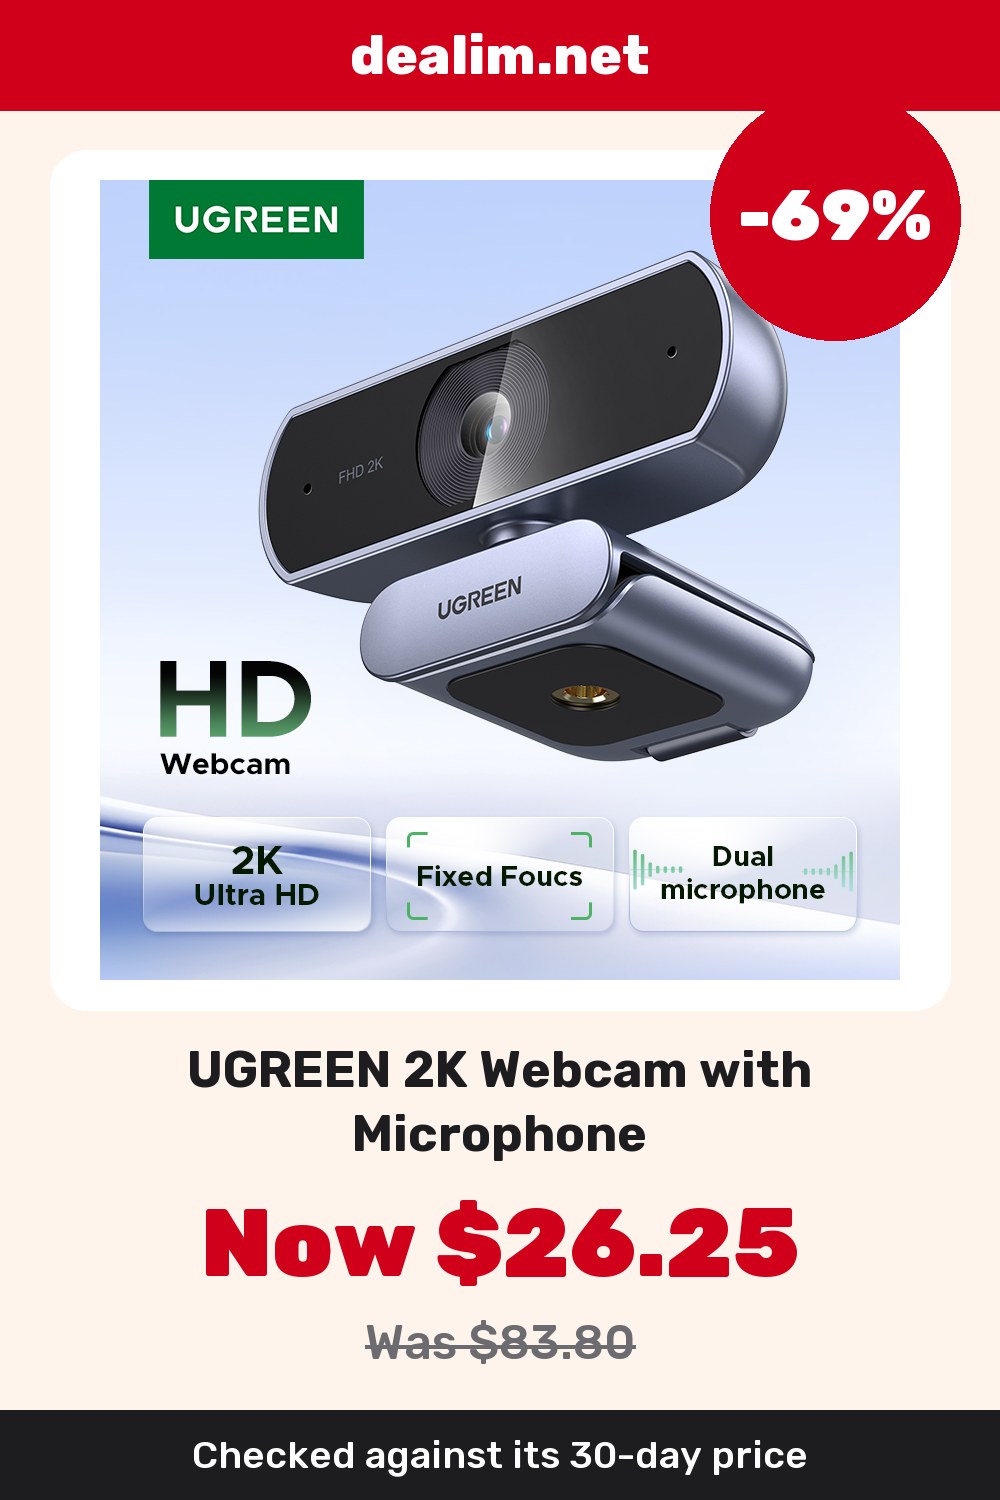 dealim.net
-69%
UGREEN
FHD 2K
UGREEN
HD
Webcam
2K
Ultra HD
Fixed Foucs
Dual
microphone
UGREEN 2K Webcam with
Microphone
Now $26.25
Was $83.80
Checked against its 30-day price